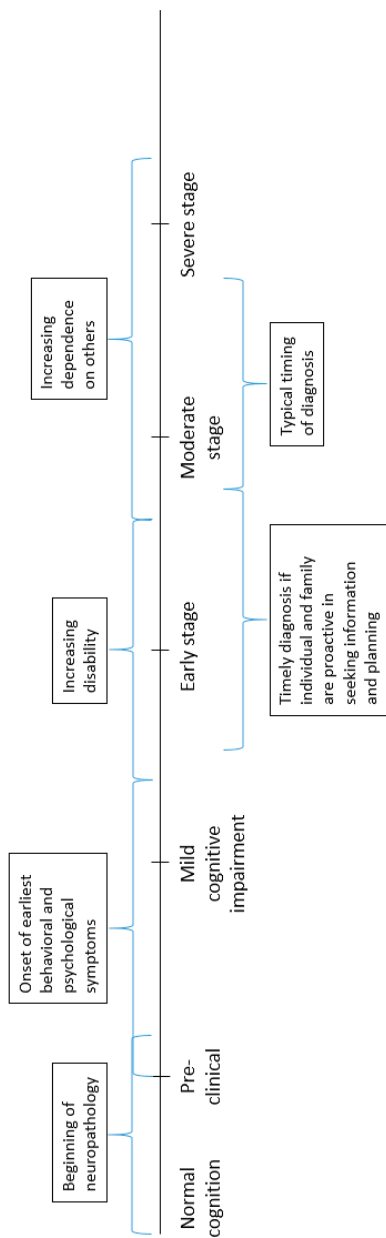 Beginning of
neuropathology
Onset of earliest
behavioral and
psychological
symptoms
Increasing
disability
Increasing
dependence
on others
Normal
cognition
Pre-
clinical
Mild
cognitive
impairment
Early stage
Moderate
stage
Severe stage
Timely diagnosis if
individual and family
are proactive in
seeking information
and planning
Typical timing
of diagnosis